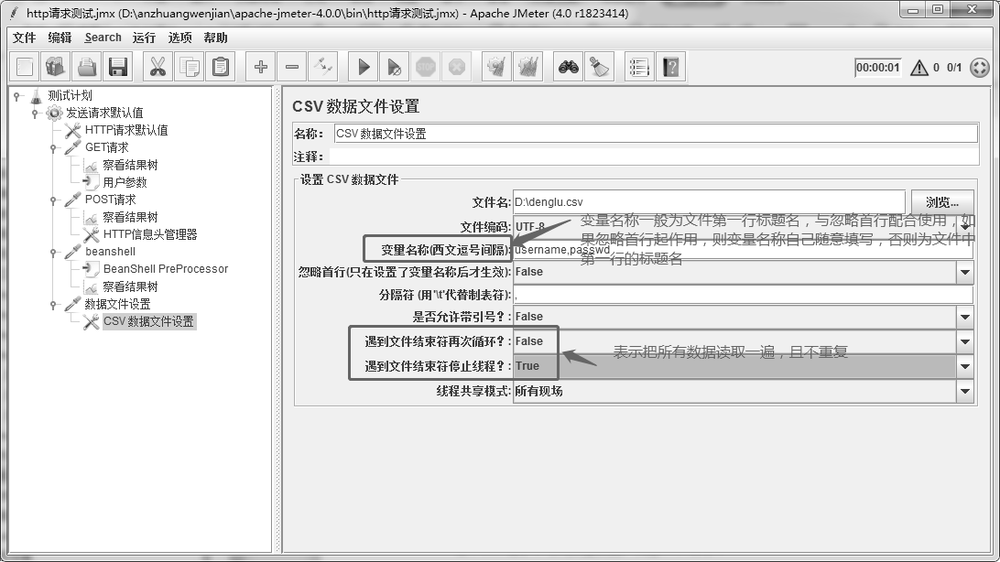 http请求测试.jmx (D:\anzhuangwenjian\apache-jmeter-4.0.0\bin\http请求测试.jmx) - Apache JMeter (4.0 r1823414)
文件 编辑 Search 运行 选项 帮助
STOP
00:00:01 0 0/1
测试计划
发送请求默认值
HTTP请求默认值
GET请求
察看结果树
用户参数
POST请求
察看结果树
HTTP信息头管理器
beanshell
BeanShell PreProcessor
察看结果树
数据文件设置
CSV 数据文件设置
CSV 数据文件设置
名称： CSV 数据文件设置
注释：
设置 CSV 数据文件
文件名: D:\denglu.csv 浏览...
文件编码: UTF-8
变量名称(西文逗号间隔): username,passwd
忽略首行(只在设置了变量名称后才生效): False
分隔符 (用'\t'代替制表符): ,
是否允许带引号？: False
遇到文件结束符再次循环？: False
遇到文件结束符停止线程？: True
线程共享模式: 所有现场
变量名称一般为文件第一行标题名，与忽略首行配合使用，如
果忽略首行起作用，则变量名称自己随意填写，否则为文件中
第一行的标题名
表示把所有数据读取一遍，且不重复